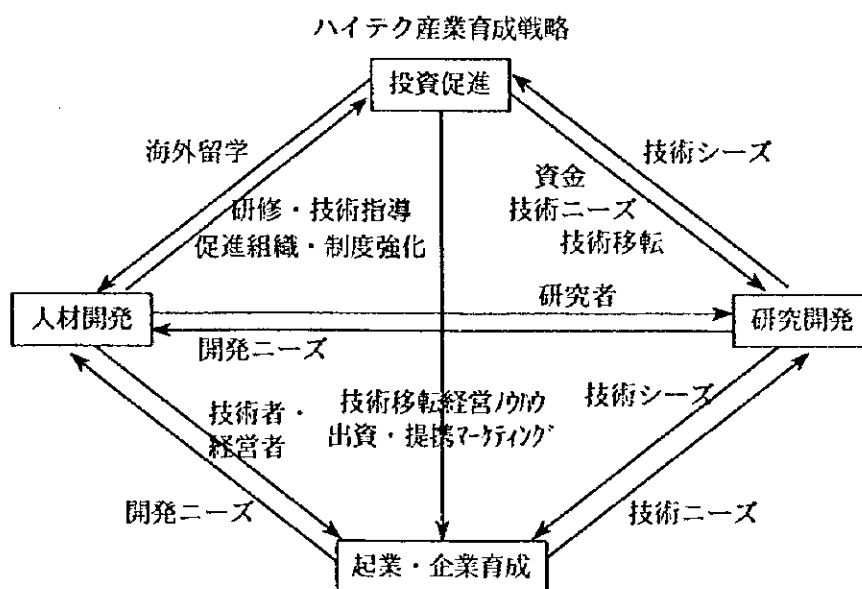 ハイテク産業育成戦略
投資促進
海外留学
技術シーズ
資金
研修・技術指導
技術ニーズ
促進組織・制度強化
技術移転
研究者
人材開発
研究開発
開発ニーズ
技術者・
経営者
技術移転経営ノウハウ
出資・提携マーケティング
技術シーズ
開発ニーズ
技術ニーズ
起業・企業育成